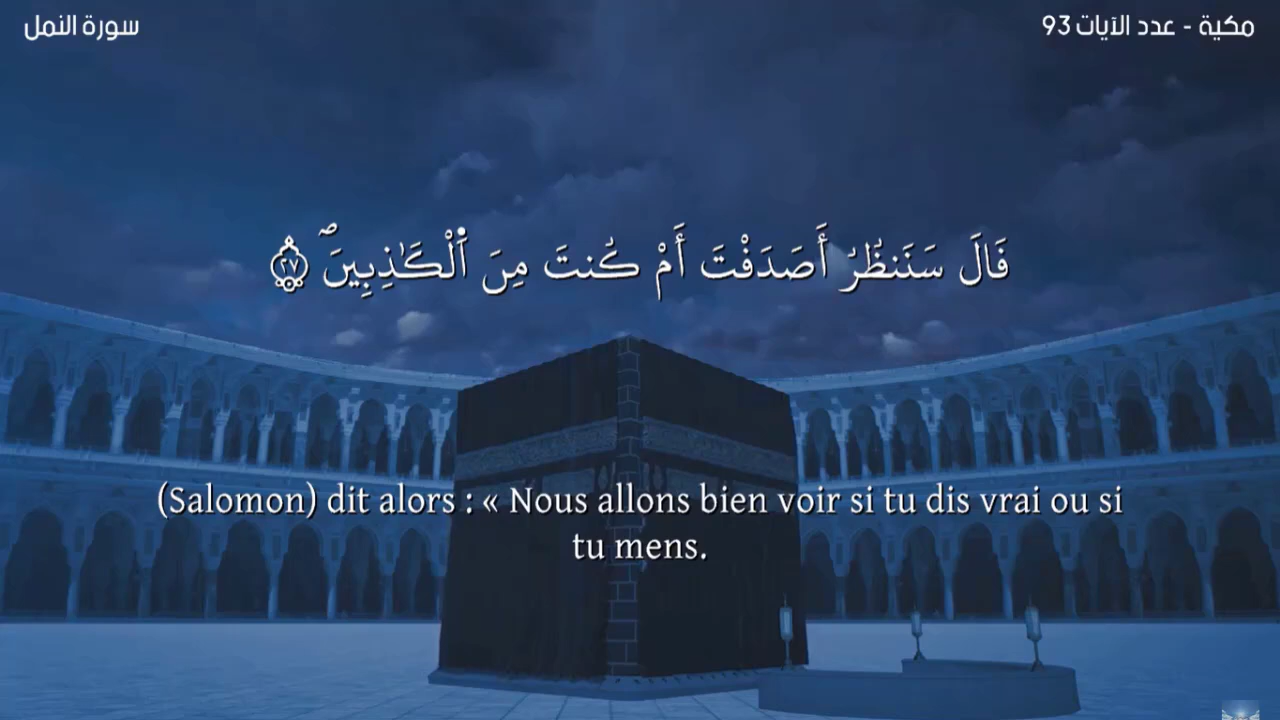 سورة النمل
مكية - عدد الآيات 93
قَالَ سَنَنظُرُ أَصَدَقْتَ أَمْ كُنتَ مِنَ ٱلْكَٰذِبِينَۖ ٢٧
(Salomon) dit alors : « Nous allons bien voir si tu dis vrai ou si
tu mens.